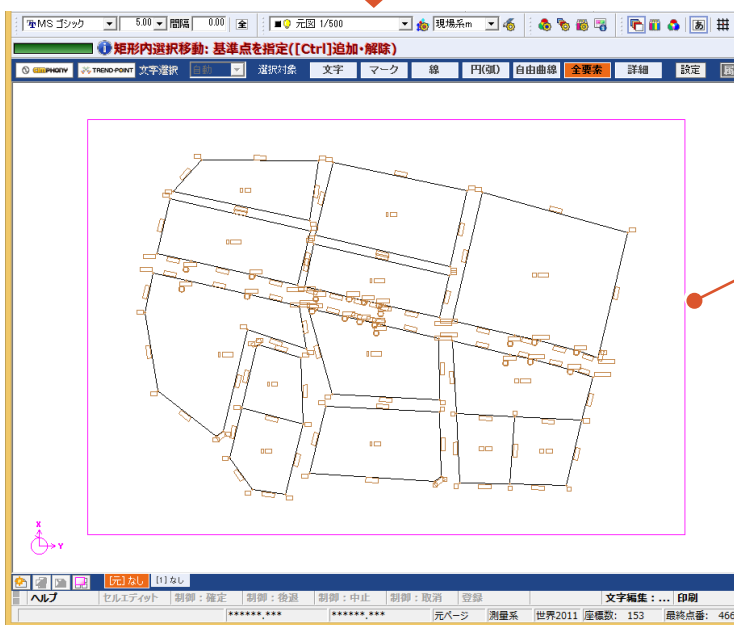 MS ゴシック 5.00 間隔 0.00 全 元図 1/500 現場系m あ
矩形内選択移動: 基準点を指定([Ctrl]追加・解除)
TREND-POINT 文字選択 自動 選択対象 文字 マーク 線 円(弧) 自由曲線 全要素 詳細 設定
X
Y
[元]なし [1]なし
ヘルプ セルエディット 制御：確定 制御：後退 制御：中止 制御：取消 登録 文字編集：... 印刷
******.*** ******.*** 元ページ 測量系 世界2011 座標数: 153 最終点番: 466